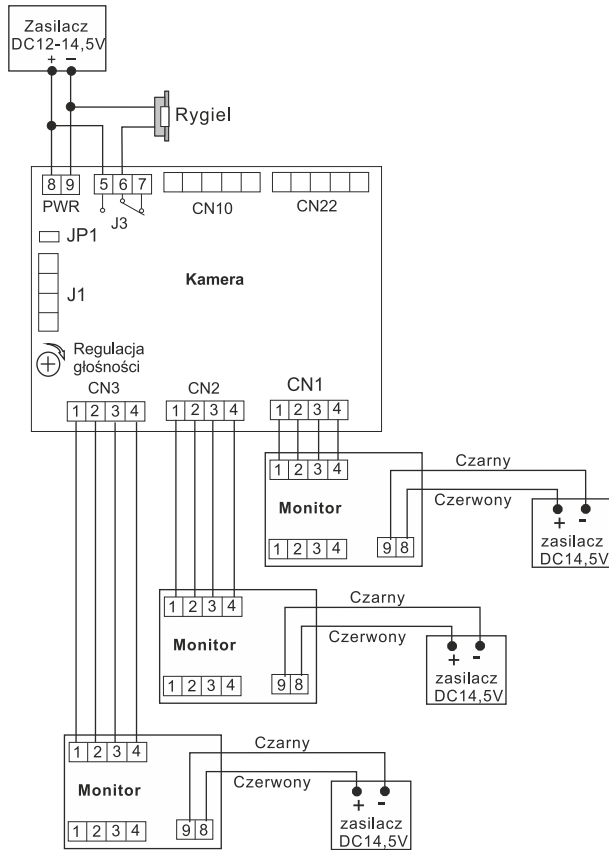 Zasilacz
DC12-14,5V
+ −
Rygiel
8 9
5 6 7
PWR
J3
CN10
CN22
JP1
J1
Kamera
Regulacja
głośności
CN3
CN2
CN1
1 2 3 4
1 2 3 4
1 2 3 4
1 2 3 4
Czarny
Monitor
Czerwony
1 2 3 4
9 8
+ -
zasilacz
DC14,5V
1 2 3 4
Czarny
Monitor
Czerwony
1 2 3 4
9 8
+ -
zasilacz
DC14,5V
1 2 3 4
Czarny
Monitor
Czerwony
1 2 3 4
9 8
+ -
zasilacz
DC14,5V